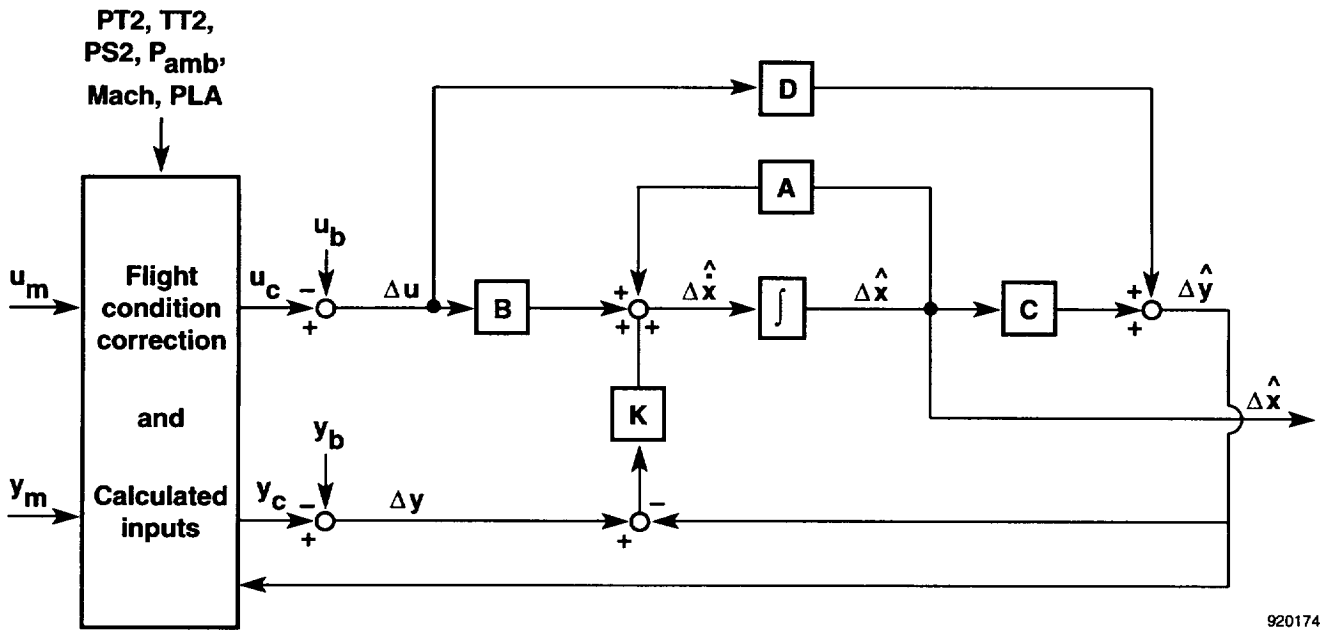 PT2, TT2,
PS2, P_amb,
Mach, PLA
D
A
u_b
u_m
Flight
condition
correction
u_c
−
+
Δu
B
+
+
+
Δx̂̇
∫
Δx̂
C
+
+
Δŷ
K
Δx̂
and
y_b
y_m
Calculated
inputs
y_c
−
+
Δy
−
+
920174